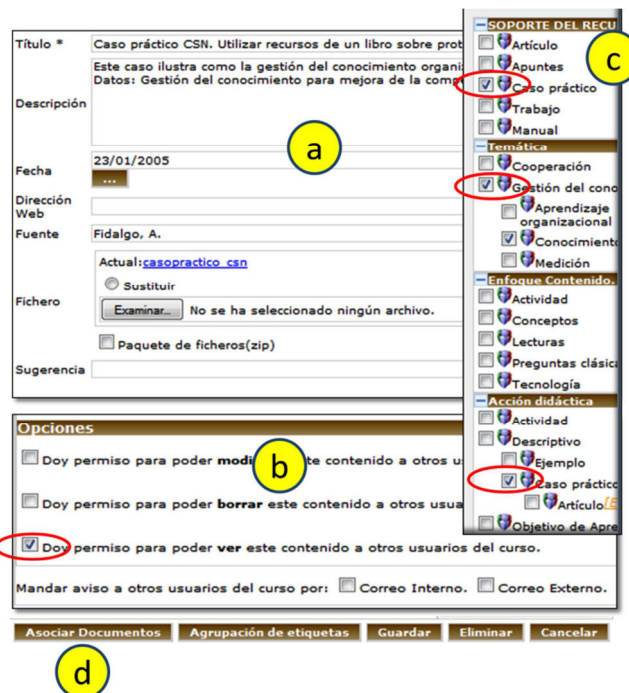 Título *
Caso práctico CSN. Utilizar recursos de un libro sobre prot
Descripción
Este caso ilustra como la gestión del conocimiento organi
Datos: Gestión del conocimiento para mejora de la comp
a
Fecha
23/01/2005
...
Dirección
Web
Fuente
Fidalgo, A.
Fichero
Actual:casopractico_csn
Sustituir
Examinar... No se ha seleccionado ningún archivo.
Paquete de ficheros(zip)
Sugerencia
SOPORTE DEL RECU
Artículo
c
Apuntes
Caso práctico
Trabajo
Manual
Temática
Cooperación
Gestión del cono
Aprendizaje
organizacional
Conocimiento
Medición
Enfoque Contenido.
Actividad
Conceptos
Lecturas
Preguntas clásica
Tecnología
Acción didáctica
Actividad
Descriptivo
Ejemplo
Caso práctico
Artículo[E
Objetivo de Apre
Opciones
Doy permiso para poder modi te contenido a otros us
b
Doy permiso para poder borrar este contenido a otros usua
Doy permiso para poder ver este contenido a otros usuarios del curso.
Mandar aviso a otros usuarios del curso por: Correo Interno. Correo Externo.
Asociar Documentos Agrupación de etiquetas Guardar Eliminar Cancelar
d